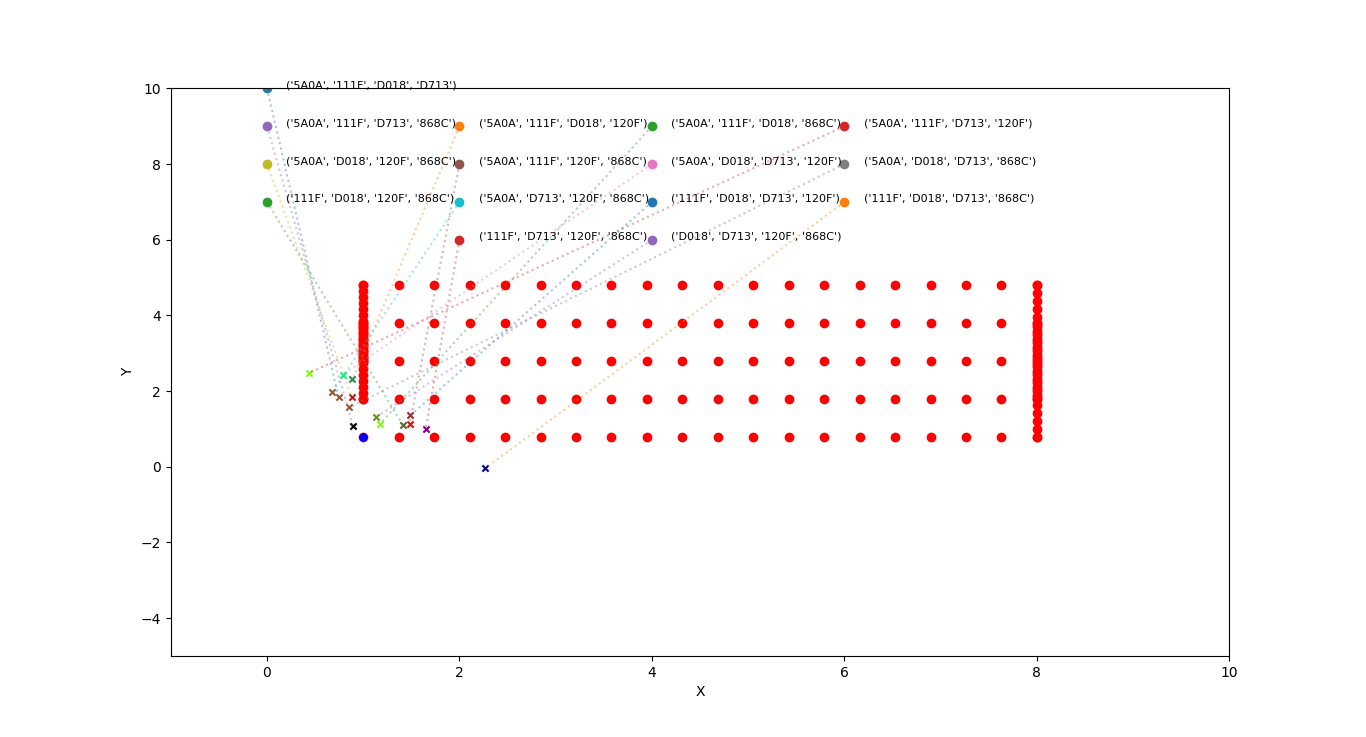 10
('5A0A', '111F', 'D018', 'D713')
('5A0A', '111F', 'D713', '868C')
('5A0A', '111F', 'D018', '120F')
('5A0A', '111F', 'D018', '868C')
('5A0A', '111F', 'D713', '120F')
8
('5A0A', 'D018', '120F', '868C')
('5A0A', '111F', '120F', '868C')
('5A0A', 'D018', 'D713', '120F')
('5A0A', 'D018', 'D713', '868C')
('111F', 'D018', '120F', '868C')
('5A0A', 'D713', '120F', '868C')
('111F', 'D018', 'D713', '120F')
('111F', 'D018', 'D713', '868C')
6
('111F', 'D713', '120F', '868C')
('D018', 'D713', '120F', '868C')
4
Y
2
0
−2
−4
0 2 4 6 8 10
X